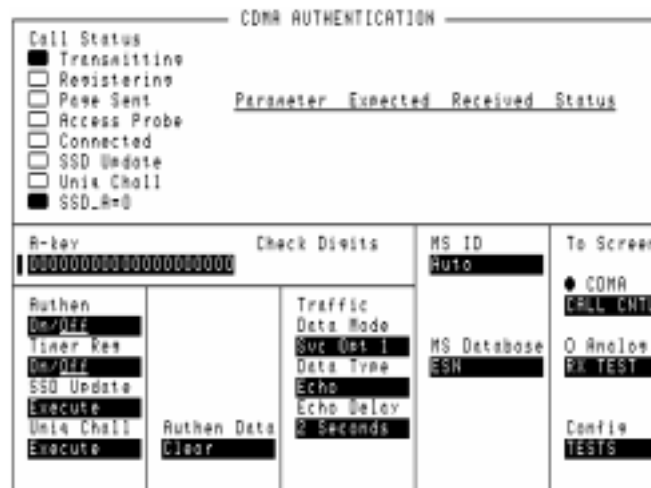 CDMA AUTHENTICATION
Call Status
Transmitting
Registering
Page Sent
Access Probe
Connected
SSD Update
Uniq Chall
SSD_A=0
Parameter Expected Received Status
A-key Check Digits
00000000000000000000
MS ID
Auto
To Screen
CDMA
CALL CNTL
Authen
On/Off
Timer Reg
On/Off
SSD Update
Execute
Uniq Chall
Execute
Authen Data
Clear
Traffic
Data Mode
Svc Opt 1
Data Type
Echo
Echo Delay
2 Seconds
MS Database
ESN
Analog
RX TEST
Config
TESTS